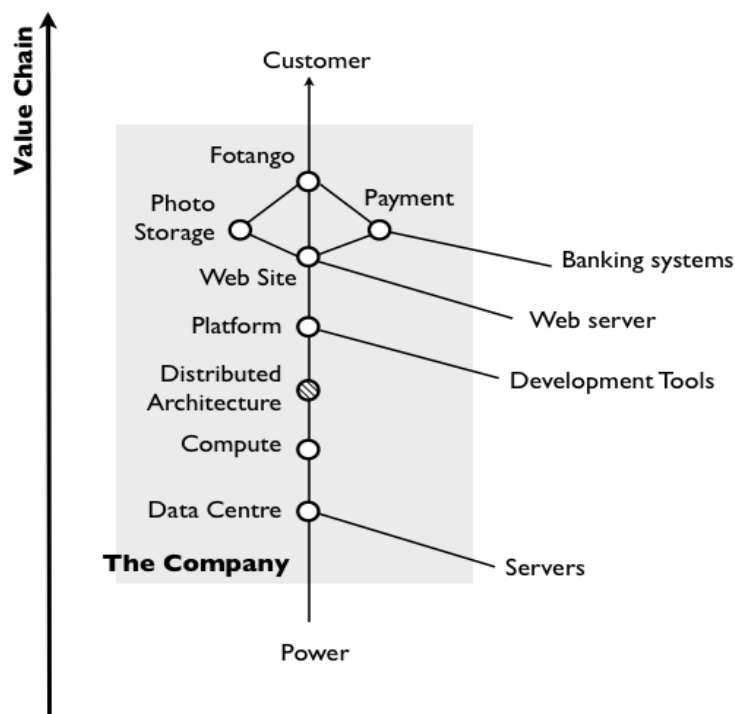 Value Chain
Customer
Fotango
Photo
Storage
Payment
Banking systems
Web Site
Web server
Platform
Development Tools
Distributed
Architecture
Compute
Data Centre
The Company
Servers
Power